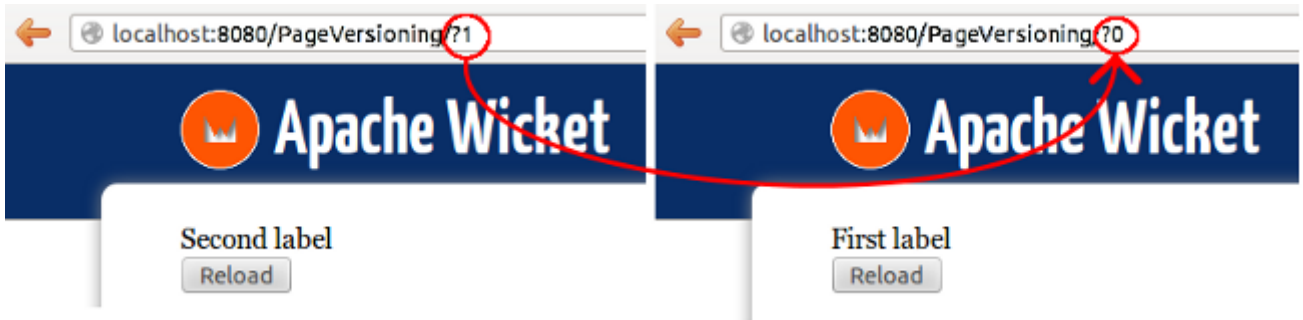 localhost:8080/PageVersioning/?1
Apache Wicket
Second label
Reload
localhost:8080/PageVersioning/?0
Apache Wicket
First label
Reload